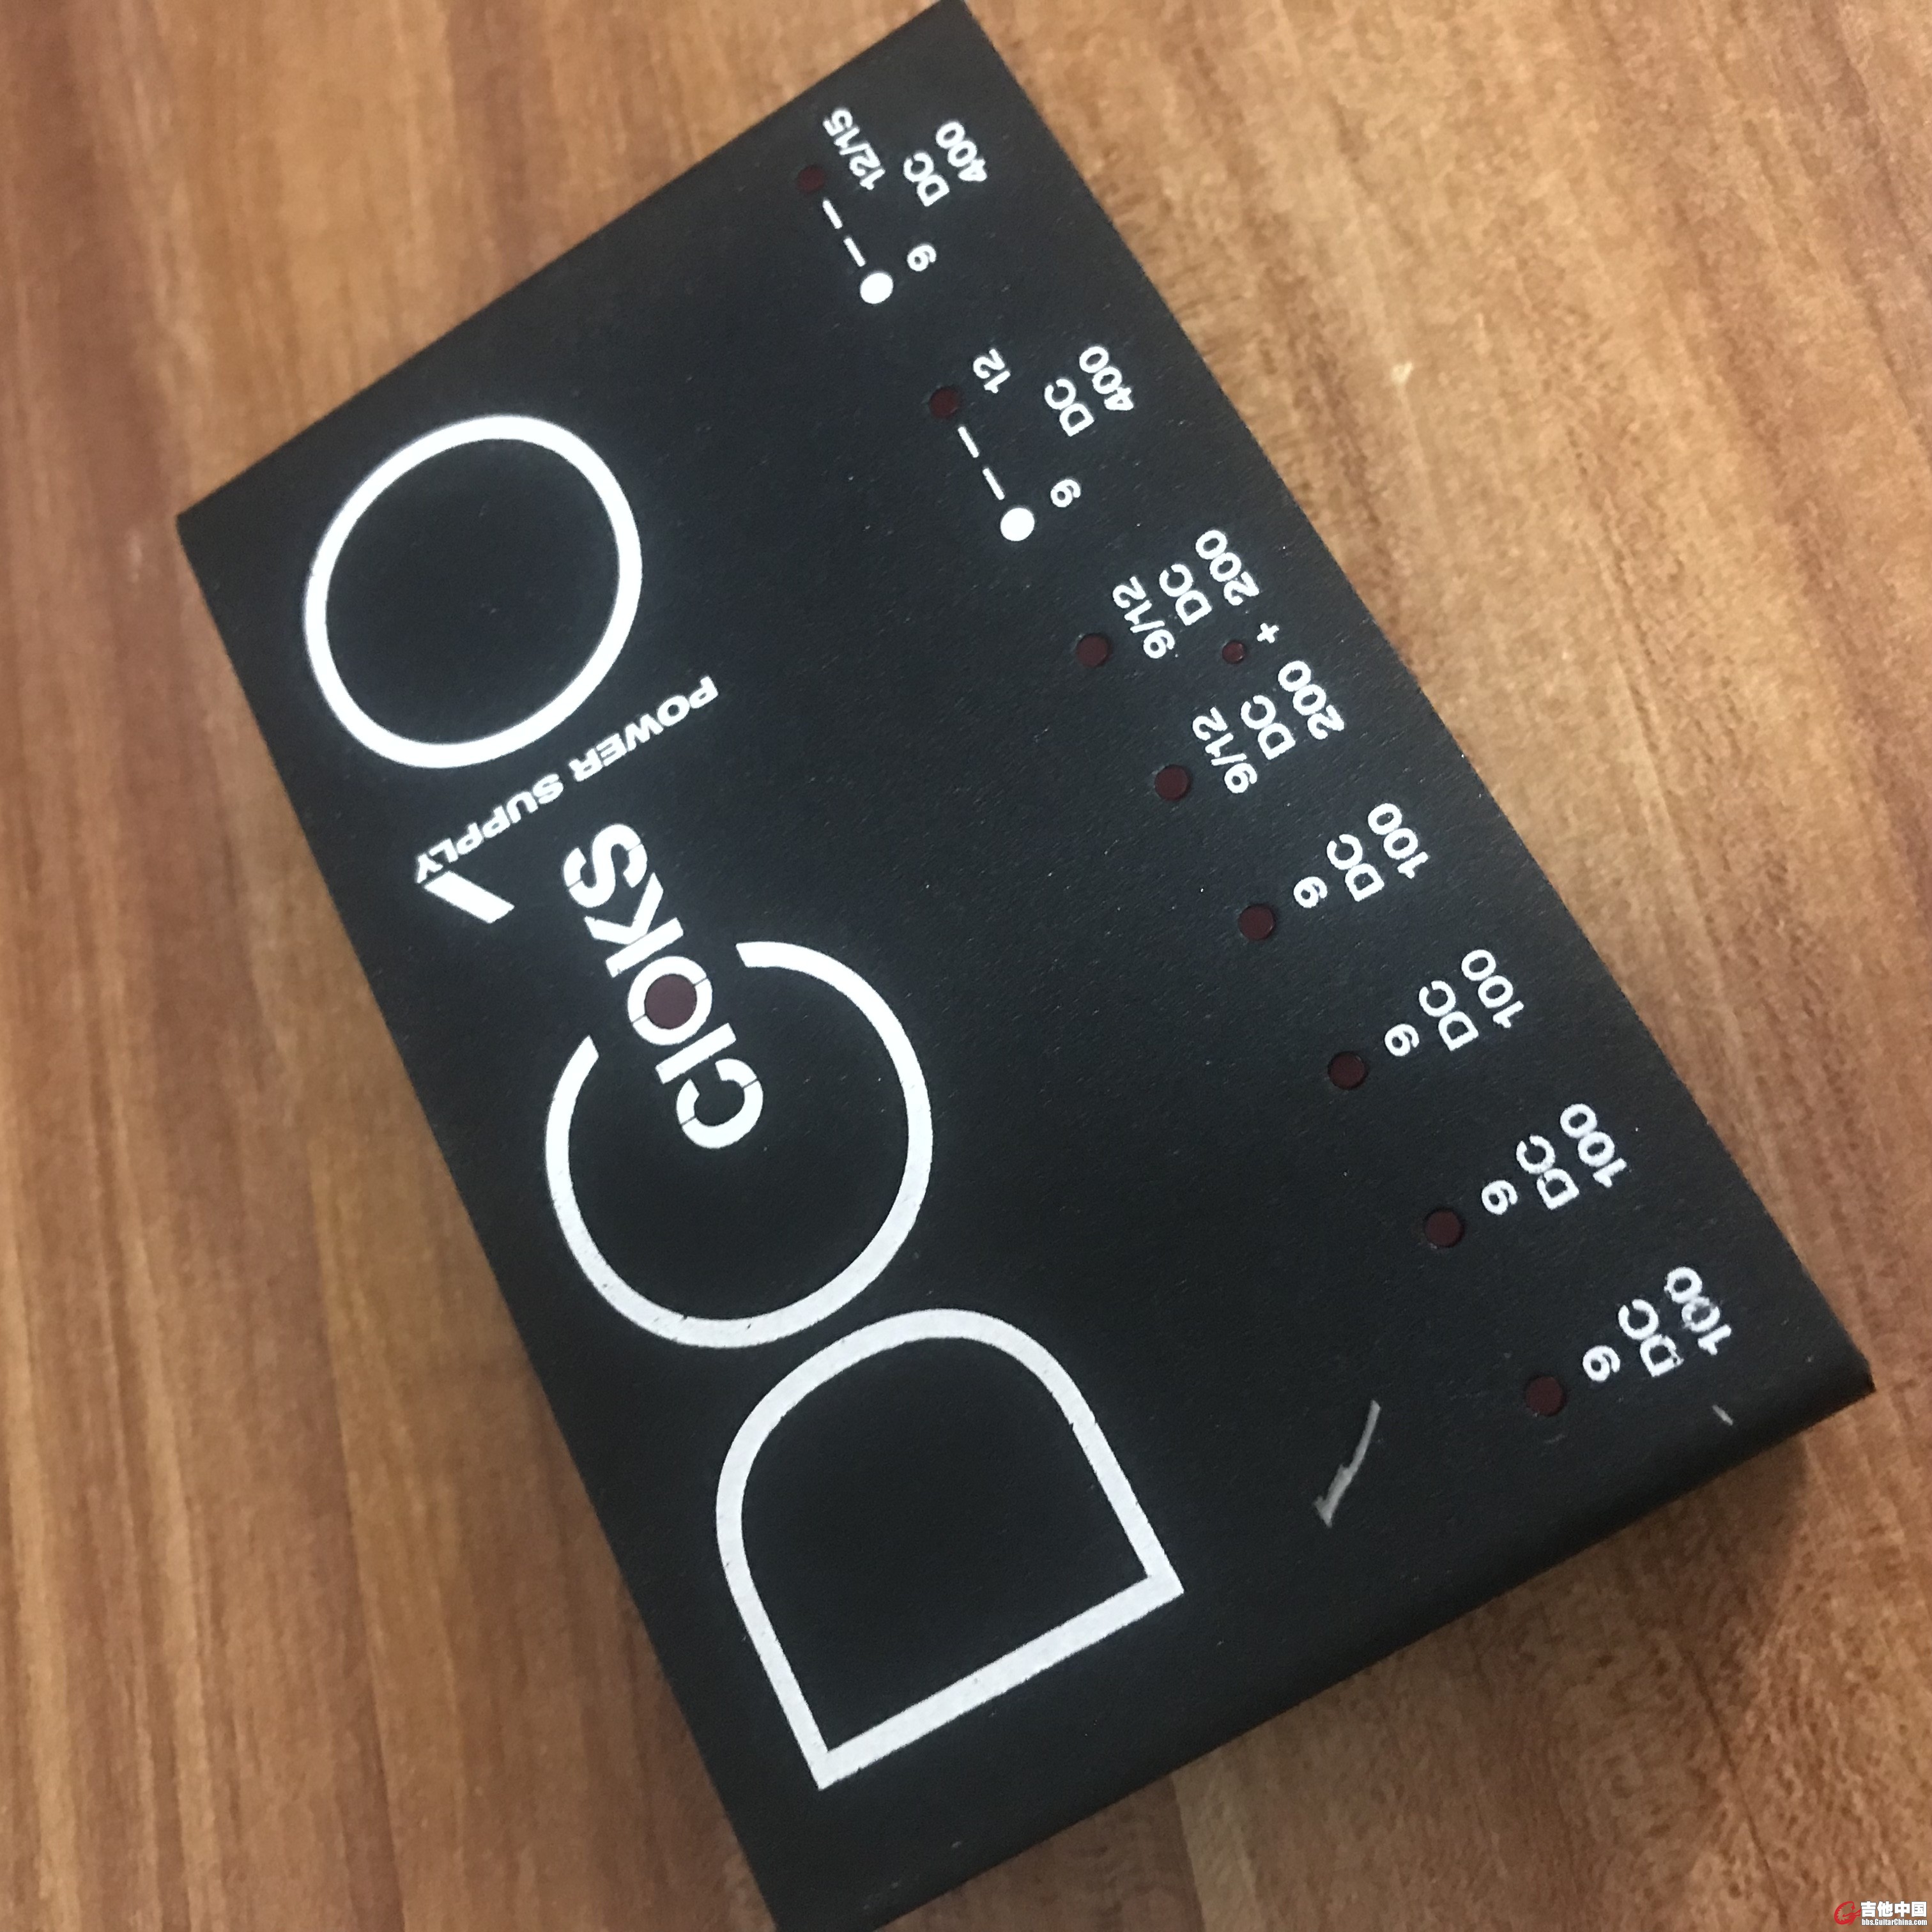 DC10
CIOKS
POWER SUPPLY
9
DC
100
9
DC
100
9
DC
100
9
DC
100
9/12
DC
200
+
9/12
DC
200
9
12
DC
400
9
12/15
DC
400
吉他中国
bbs.GuitarChina.com